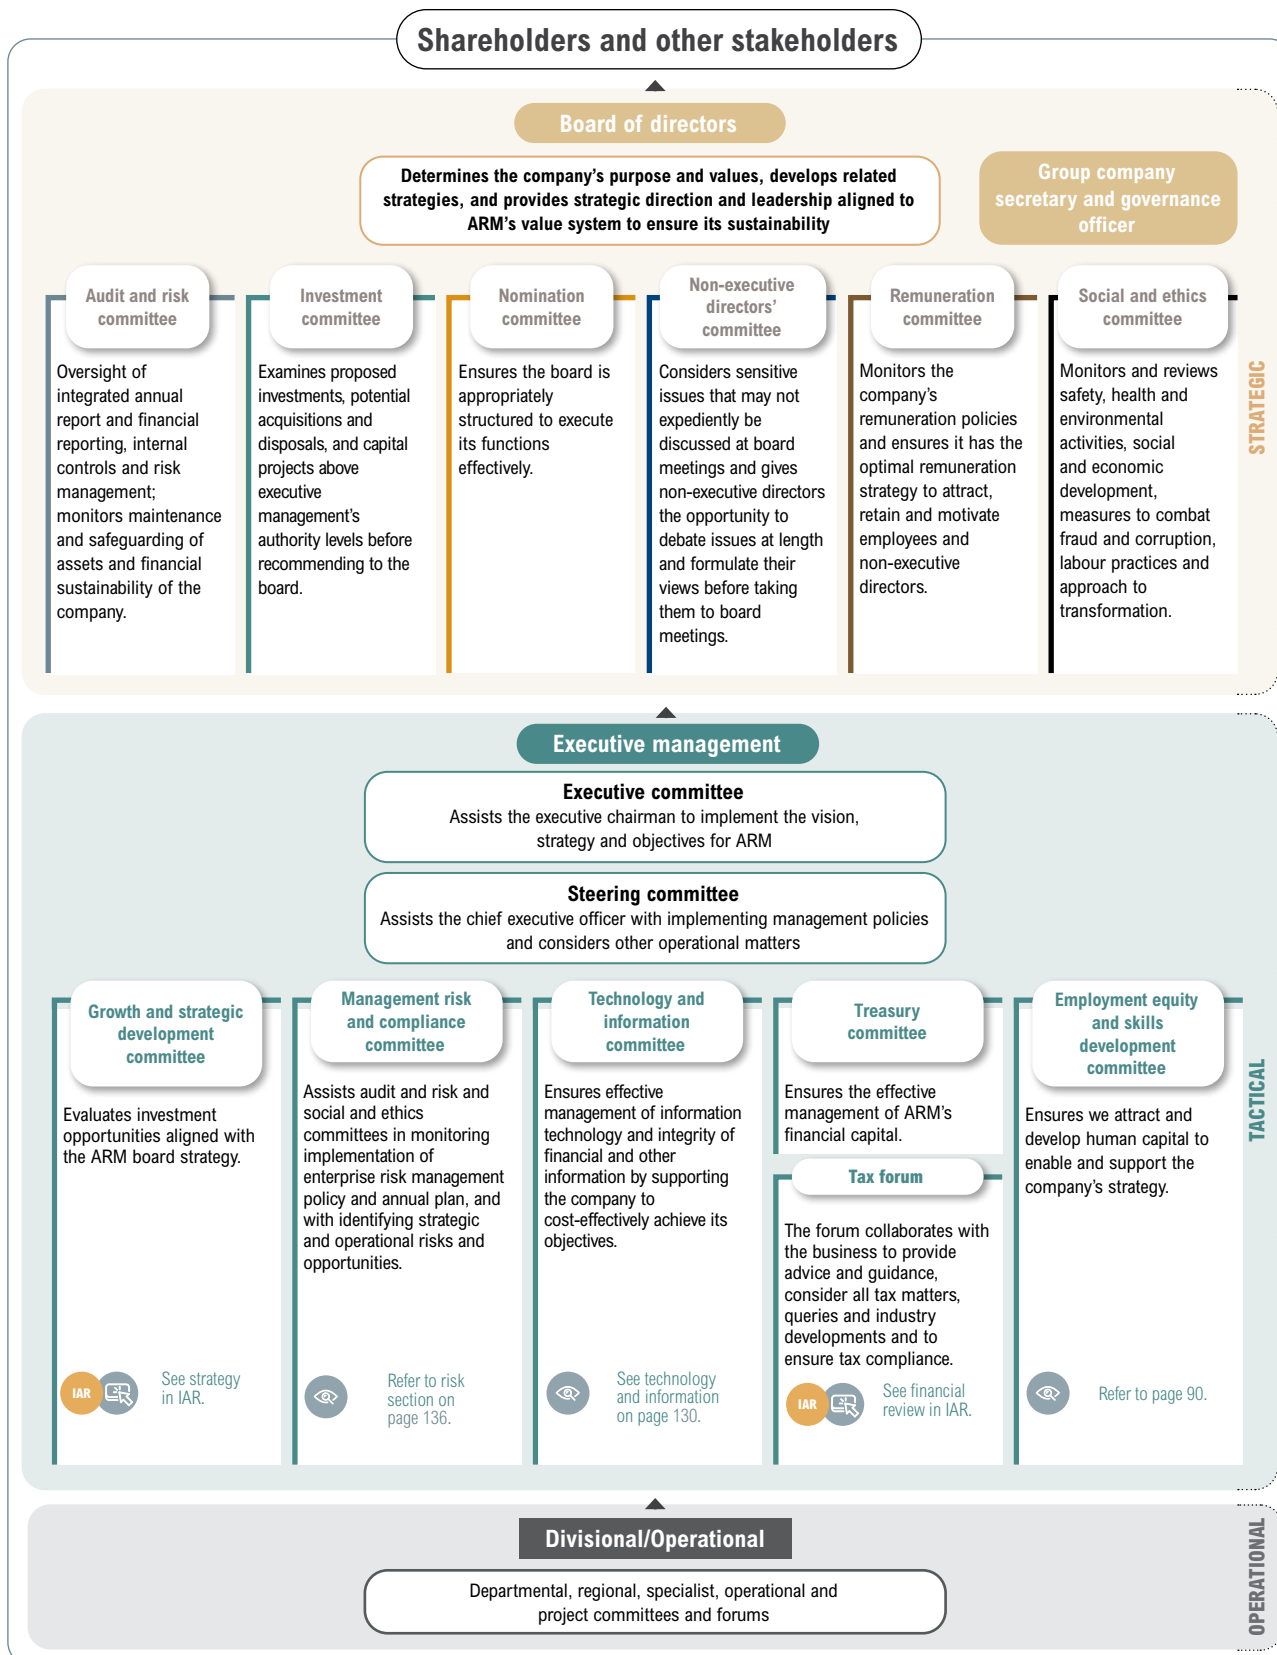 Shareholders and other stakeholders
Board of directors
Determines the company's purpose and values, develops related
strategies, and provides strategic direction and leadership aligned to
ARM's value system to ensure its sustainability
Group company
secretary and governance
officer
Audit and risk
committee
Oversight of
integrated annual
report and financial
reporting, internal
controls and risk
management;
monitors maintenance
and safeguarding of
assets and financial
sustainability of the
company.
Investment
committee
Examines proposed
investments, potential
acquisitions and
disposals, and capital
projects above
executive
management's
authority levels before
recommending to the
board.
Nomination
committee
Ensures the board is
appropriately
structured to execute
its functions
effectively.
Non-executive
directors'
committee
Considers sensitive
issues that may not
expediently be
discussed at board
meetings and gives
non-executive directors
the opportunity to
debate issues at length
and formulate their
views before taking
them to board
meetings.
Remuneration
committee
Monitors the
company's
remuneration policies
and ensures it has the
optimal remuneration
strategy to attract,
retain and motivate
employees and
non-executive
directors.
Social and ethics
committee
Monitors and reviews
safety, health and
environmental
activities, social
and economic
development,
measures to combat
fraud and corruption,
labour practices and
approach to
transformation.
STRATEGIC
Executive management
Executive committee
Assists the executive chairman to implement the vision,
strategy and objectives for ARM
Steering committee
Assists the chief executive officer with implementing management policies
and considers other operational matters
Growth and strategic
development
committee
Evaluates investment
opportunities aligned with
the ARM board strategy.
IAR
See strategy
in IAR.
Management risk
and compliance
committee
Assists audit and risk and
social and ethics
committees in monitoring
implementation of
enterprise risk management
policy and annual plan, and
with identifying strategic
and operational risks and
opportunities.
Refer to risk
section on
page 136.
Technology and
information
committee
Ensures effective
management of information
technology and integrity of
financial and other
information by supporting
the company to
cost-effectively achieve its
objectives.
See technology
and information
on page 130.
Treasury
committee
Ensures the effective
management of ARM's
financial capital.
Tax forum
The forum collaborates with
the business to provide
advice and guidance,
consider all tax matters,
queries and industry
developments and to
ensure tax compliance.
IAR
See financial
review in IAR.
Employment equity
and skills
development
committee
Ensures we attract and
develop human capital to
enable and support the
company's strategy.
Refer to page 90.
TACTICAL
Divisional/Operational
Departmental, regional, specialist, operational and
project committees and forums
OPERATIONAL